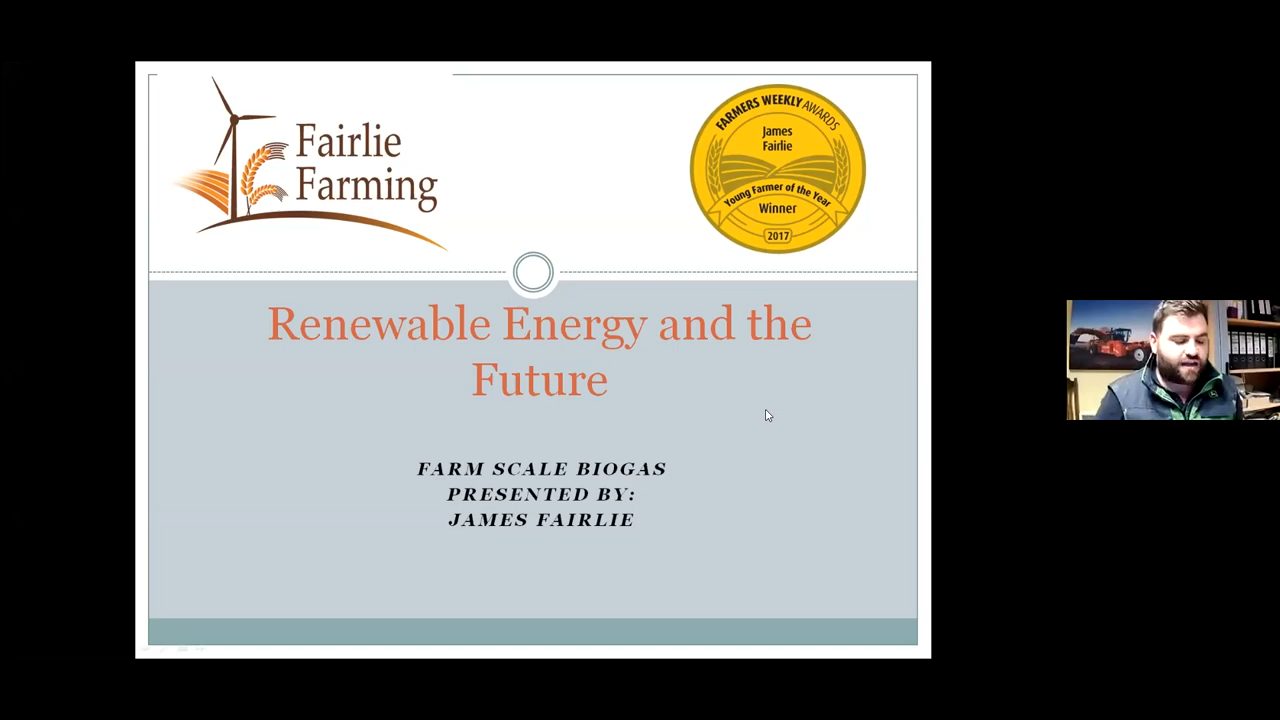 Fairlie
Farming
FARMERS WEEKLY AWARDS
James
Fairlie
Young Farmer of the Year
Winner
2017
Renewable Energy and the
Future
FARM SCALE BIOGAS
PRESENTED BY:
JAMES FAIRLIE